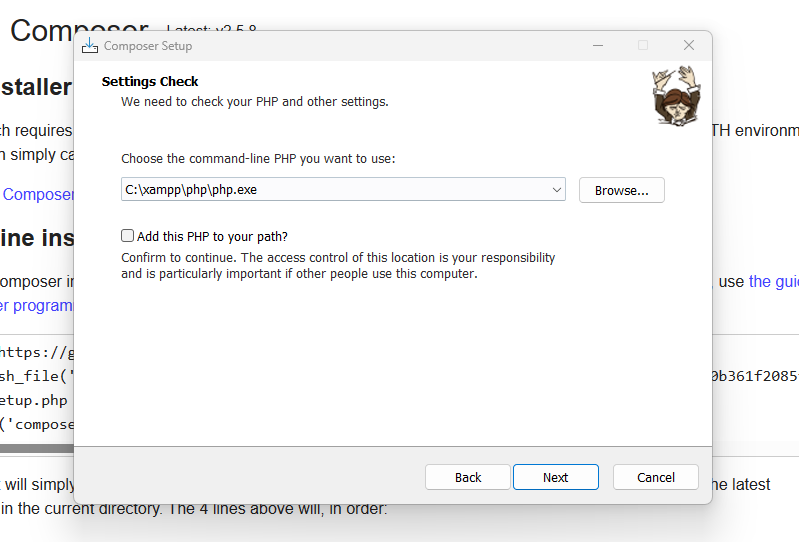 Composer Latest: v2.5.8
Composer Setup
Settings Check
We need to check your PHP and other settings.
staller
ch requires
TH environm
n simply ca
Choose the command-line PHP you want to use:
C:\xampp\php\php.exe
Browse...
Composer
Add this PHP to your path?
ine ins
Confirm to continue. The access control of this location is your responsibility
and is particularly important if other people use this computer.
omposer in
, use the guid
er program
https://g
sh_file('
0b361f2085
etup.php
('compose
Back
Next
Cancel
t will simply
he latest
in the current directory. The 4 lines above will, in order: